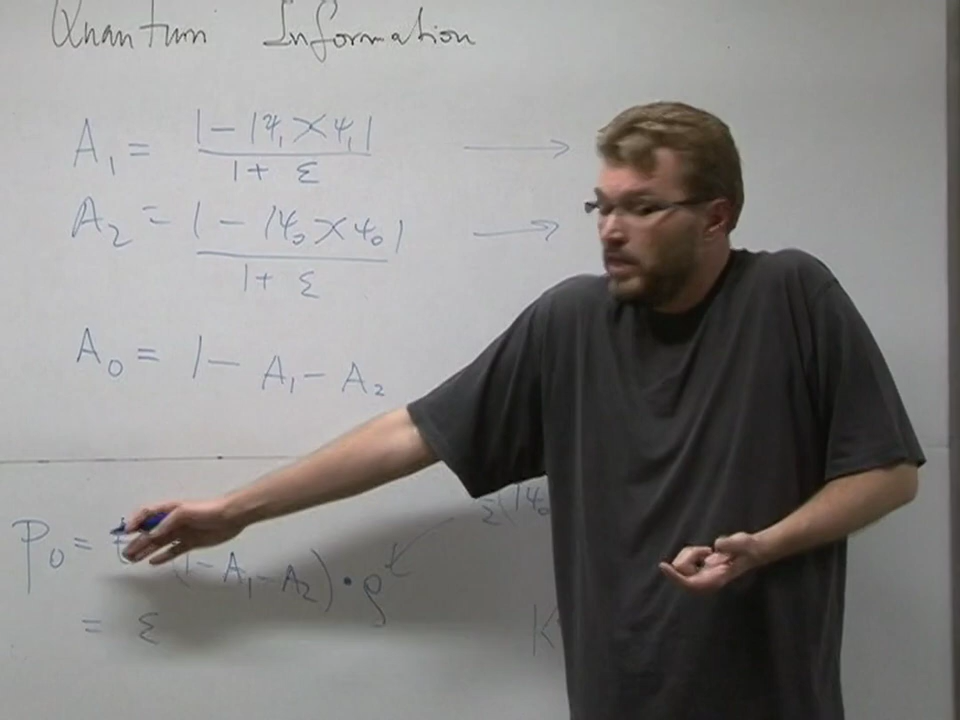 Quantum Information
A₁ = 1 - |ψ₁ X ψ₁| / 1 + ε →
A₂ = 1 - |ψ₀ X ψ₀| / 1 + ε →
A₀ = 1 - A₁ - A₂
ε(|ψ₀
P₀ = (1 - A₁ - A₂) · ρ
= ε
K